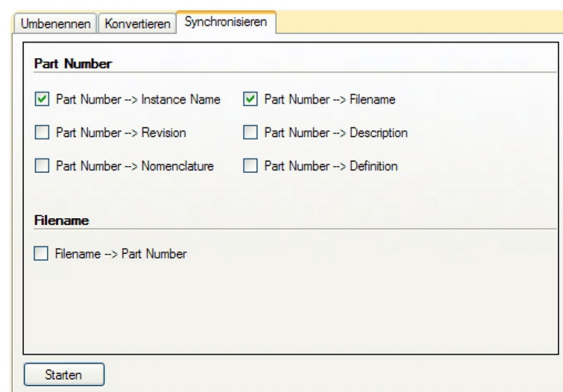 Umbenennen Konvertieren Synchronisieren
Part Number
Part Number --> Instance Name Part Number --> Filename
Part Number --> Revision Part Number --> Description
Part Number --> Nomenclature Part Number --> Definition
Filename
Filename --> Part Number
Starten